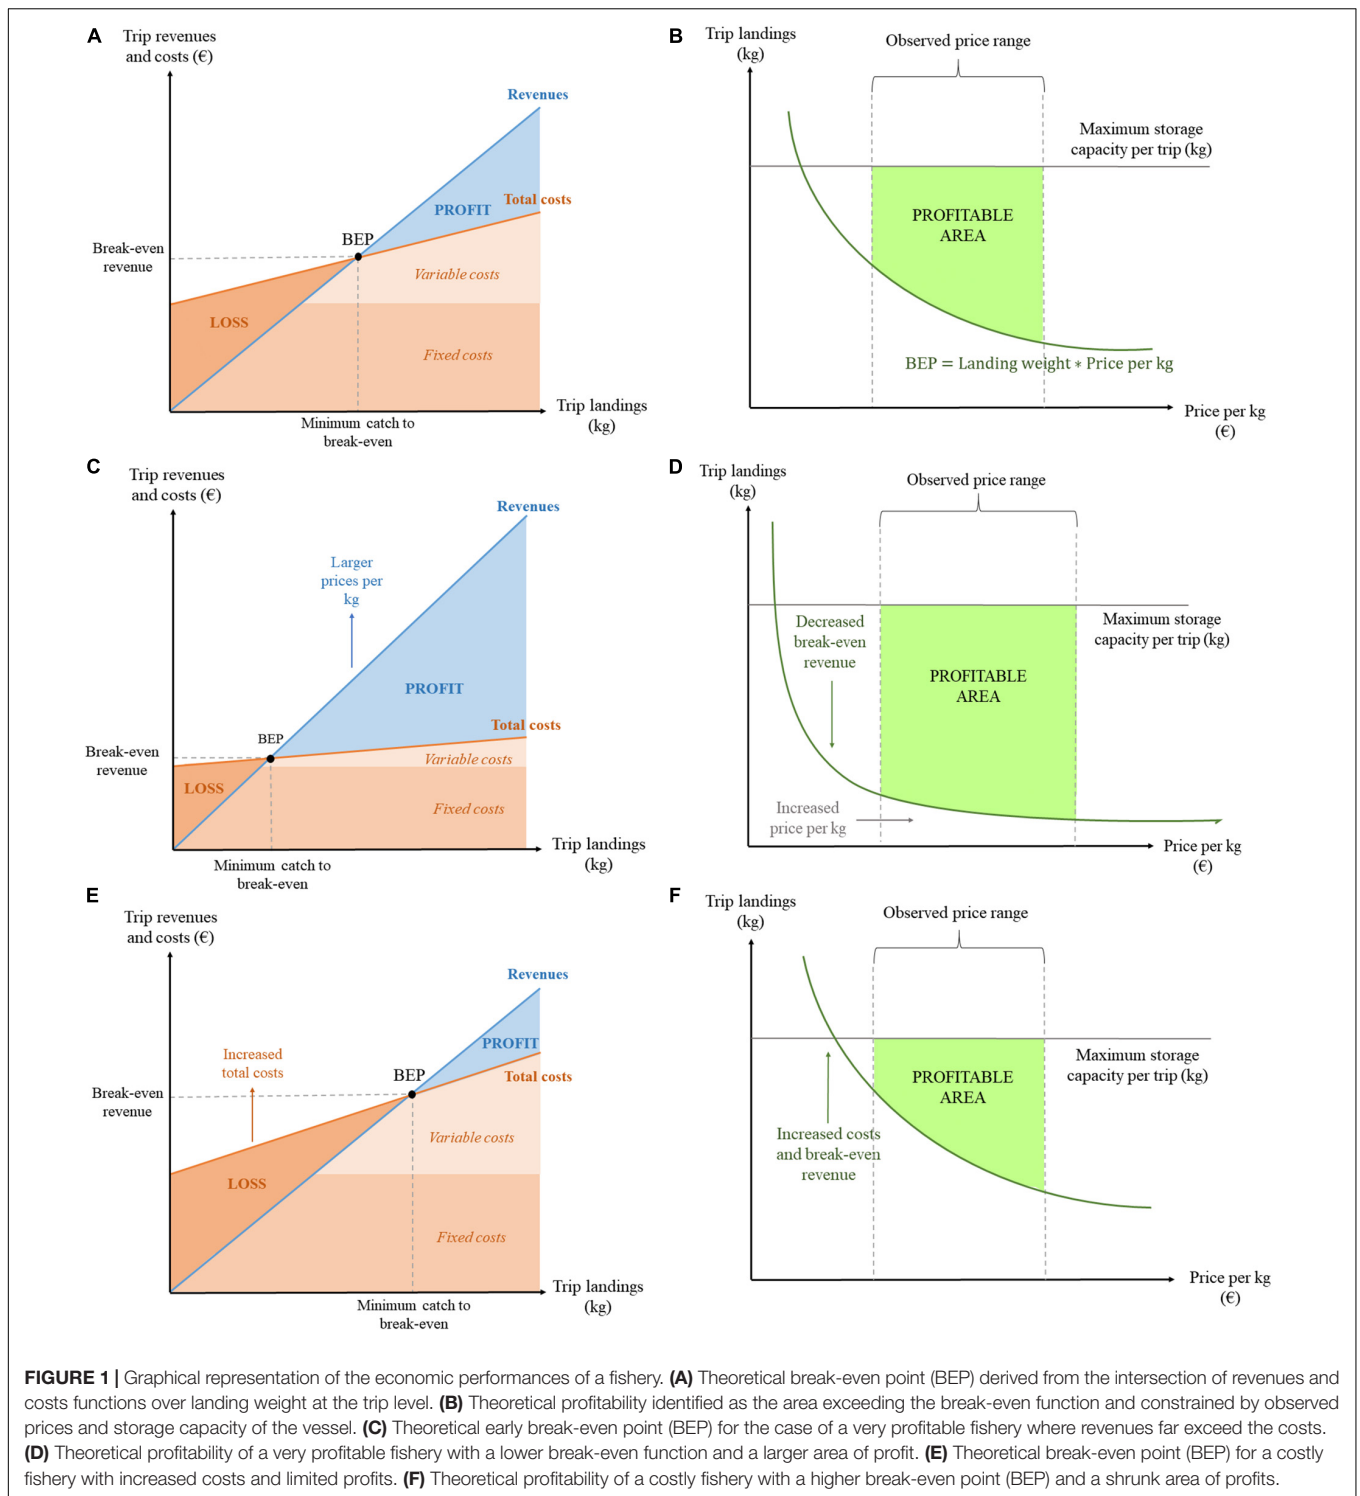 A
Trip revenues
and costs (€)
Revenues
Total costs
PROFIT
BEP
Break-even
revenue
Variable costs
LOSS
Fixed costs
Trip landings
(kg)
Minimum catch to
break-even
B
Trip landings
(kg)
Observed price range
Maximum storage
capacity per trip (kg)
PROFITABLE
AREA
BEP = Landing weight * Price per kg
Price per kg
(€)
C
Trip revenues
and costs (€)
Revenues
Larger
prices per
kg
PROFIT
Total costs
BEP
Break-even
revenue
Variable costs
LOSS
Fixed costs
Trip landings
(kg)
Minimum catch to
break-even
D
Trip landings
(kg)
Observed price range
Maximum storage
capacity per trip (kg)
Decreased
break-even
revenue
PROFITABLE
AREA
Increased
price per kg
Price per kg
(€)
E
Trip revenues
and costs (€)
Revenues
PROFIT
Increased
total costs
Total costs
BEP
Break-even
revenue
Variable costs
LOSS
Fixed costs
Trip landings
(kg)
Minimum catch to
break-even
F
Trip landings
(kg)
Observed price range
Maximum storage
capacity per trip (kg)
PROFITABLE
AREA
Increased costs
and break-even
revenue
Price per kg
(€)
FIGURE 1 | Graphical representation of the economic performances of a fishery. (A) Theoretical break-even point (BEP) derived from the intersection of revenues and
costs functions over landing weight at the trip level. (B) Theoretical profitability identified as the area exceeding the break-even function and constrained by observed
prices and storage capacity of the vessel. (C) Theoretical early break-even point (BEP) for the case of a very profitable fishery where revenues far exceed the costs.
(D) Theoretical profitability of a very profitable fishery with a lower break-even function and a larger area of profit. (E) Theoretical break-even point (BEP) for a costly
fishery with increased costs and limited profits. (F) Theoretical profitability of a costly fishery with a higher break-even point (BEP) and a shrunk area of profits.